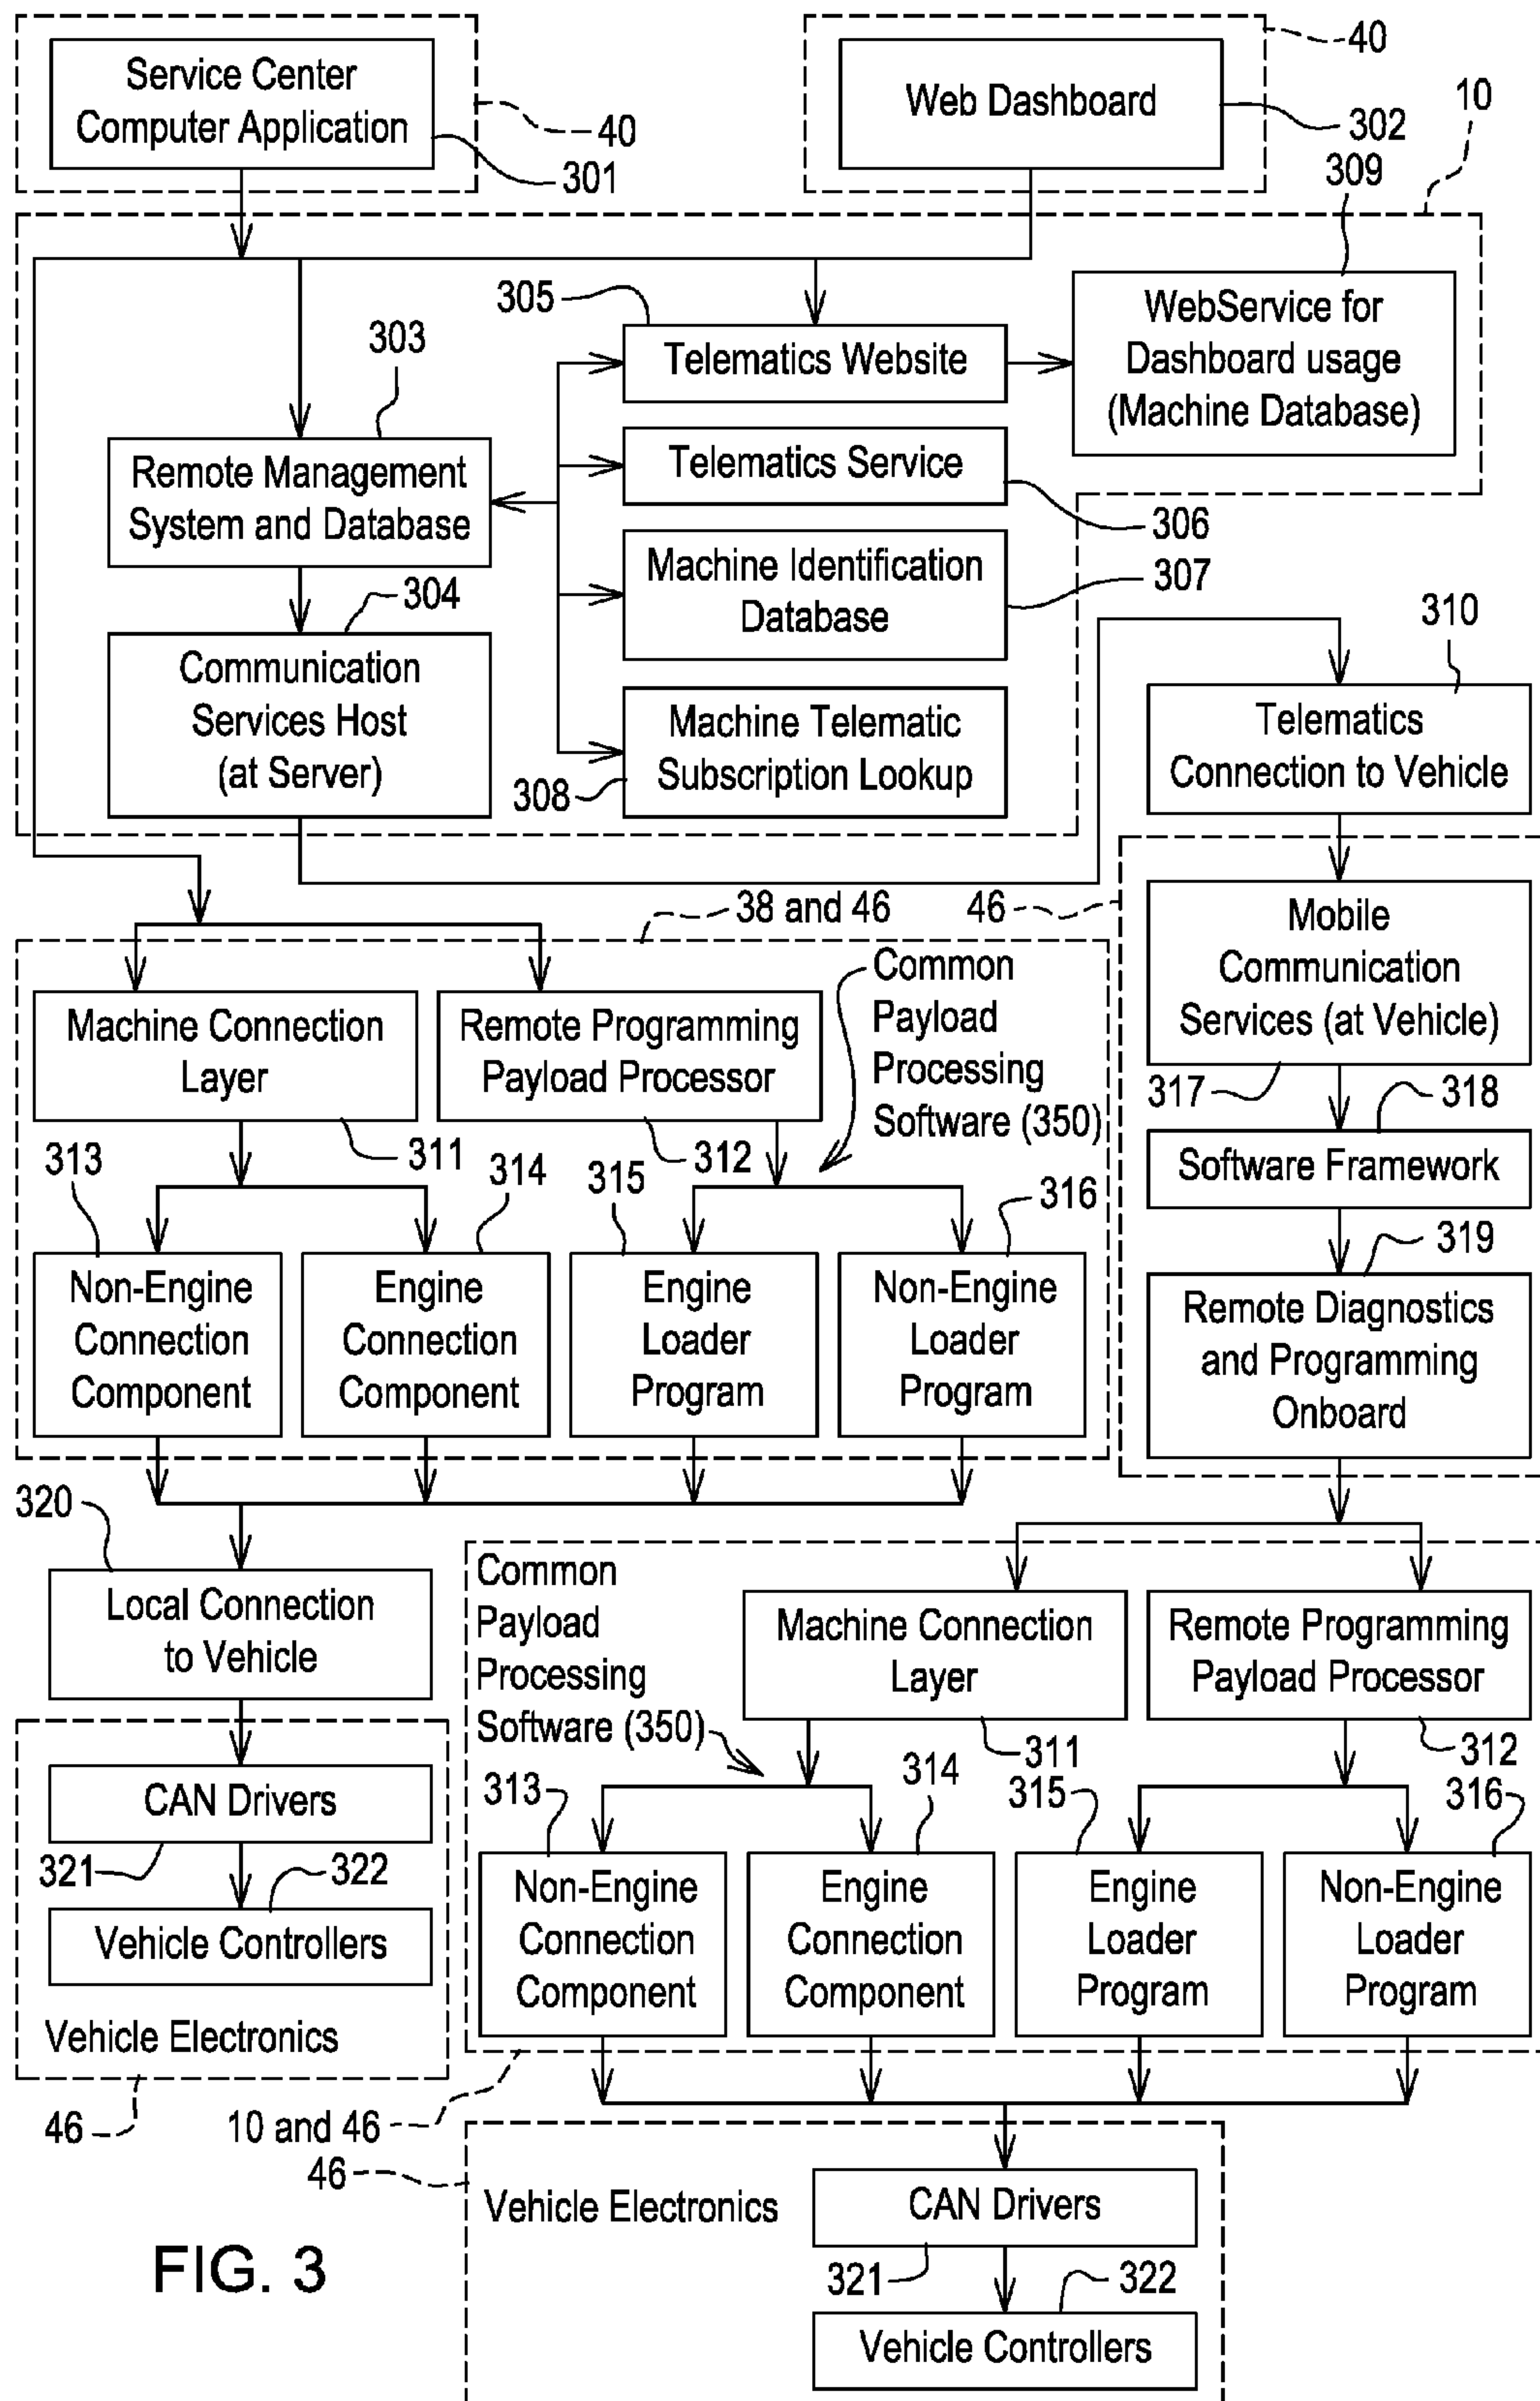 Service Center
Computer Application
40
301
Web Dashboard
40
302
10
309
305
Telematics Website
WebService for
Dashboard usage
(Machine Database)
303
Remote Management
System and Database
Telematics Service
306
Machine Identification
Database
307
304
Communication
Services Host
(at Server)
Machine Telematic
Subscription Lookup
308
310
Telematics
Connection to Vehicle
38 and 46
46
Mobile
Communication
Services (at Vehicle)
317
318
Software Framework
319
Remote Diagnostics
and Programming
Onboard
Machine Connection
Layer
311
Remote Programming
Payload Processor
312
Common
Payload
Processing
Software (350)
313
314
315
316
Non-Engine
Connection
Component
Engine
Connection
Component
Engine
Loader
Program
Non-Engine
Loader
Program
320
Local Connection
to Vehicle
CAN Drivers
321
322
Vehicle Controllers
Vehicle Electronics
46
Common
Payload
Processing
Software (350)
Machine Connection
Layer
311
Remote Programming
Payload Processor
312
313
314
315
316
Non-Engine
Connection
Component
Engine
Connection
Component
Engine
Loader
Program
Non-Engine
Loader
Program
10 and 46
46
Vehicle Electronics
CAN Drivers
321
322
Vehicle Controllers
FIG. 3